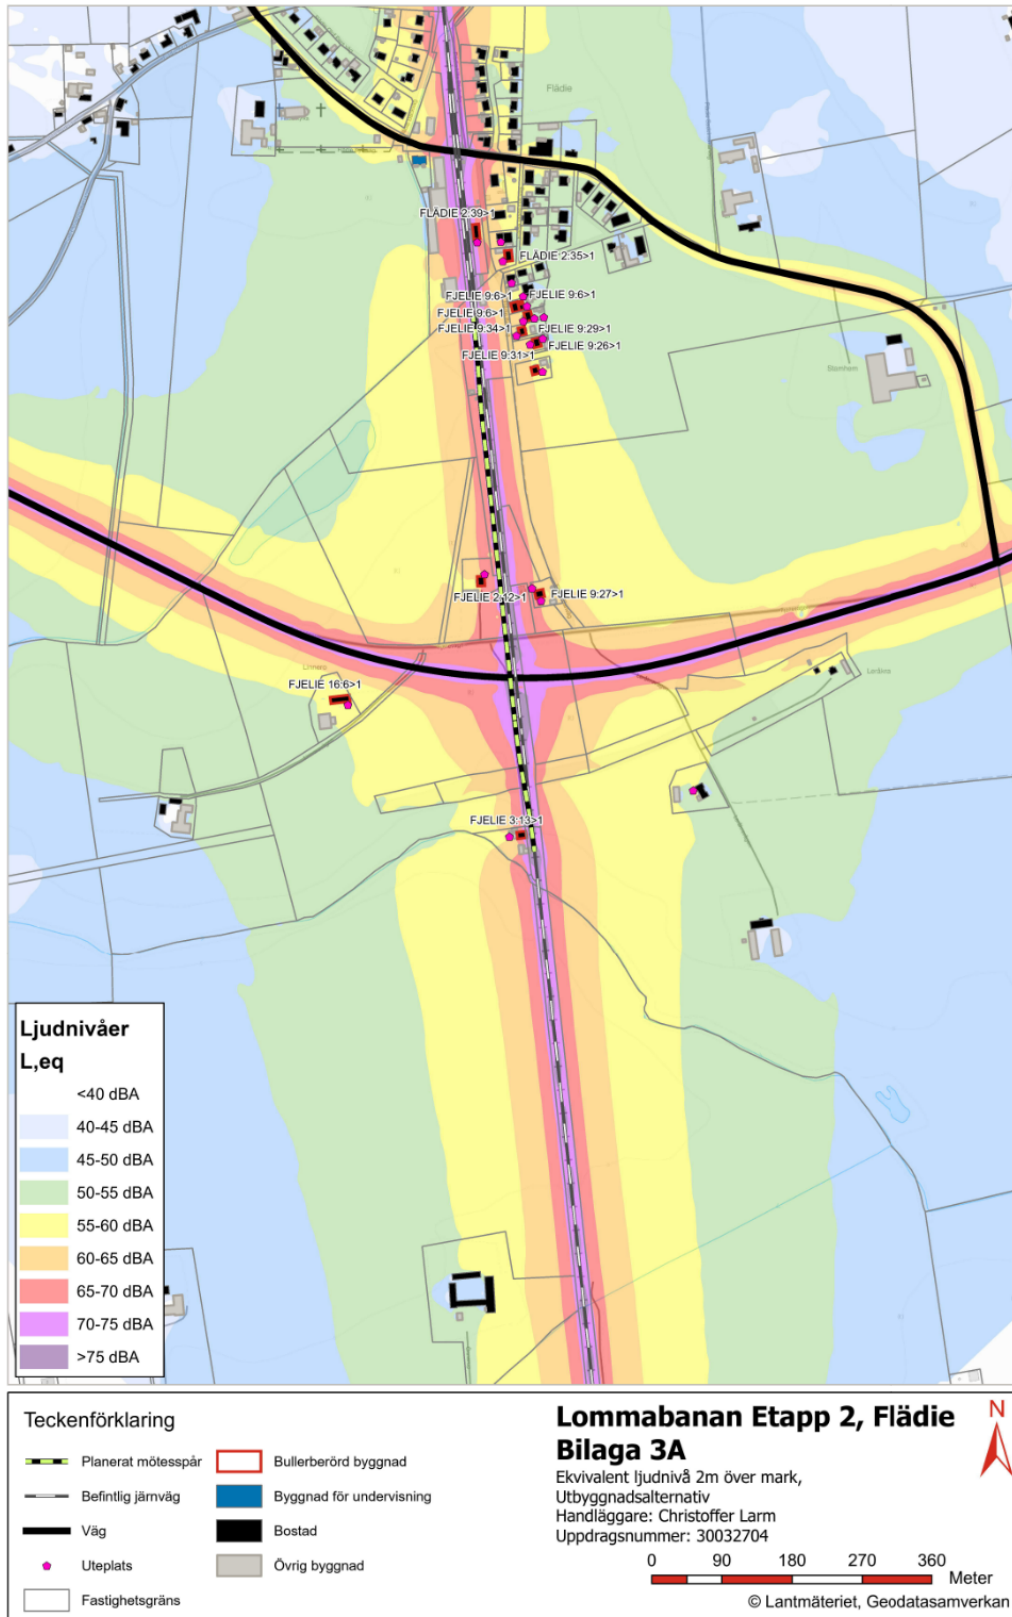 Flädie
FLÄDIE 2:39>1
FLÄDIE 2:35>1
FJELIE 9:6>1
FJELIE 9:6>1
FJELIE 9:6>1
FJELIE 9:34>1
FJELIE 9:29>1
FJELIE 9:26>1
FJELIE 9:31>1
FJELIE 2:12>1
FJELIE 9:27>1
FJELIE 16:6>1
FJELIE 3:13>1
Ljudnivåer
L,eq
<40 dBA
40-45 dBA
45-50 dBA
50-55 dBA
55-60 dBA
60-65 dBA
65-70 dBA
70-75 dBA
>75 dBA
Teckenförklaring
Planerat mötesspår
Befintlig järnväg
Väg
Uteplats
Fastighetsgräns
Bullerberörd byggnad
Byggnad för undervisning
Bostad
Övrig byggnad
Lommabanan Etapp 2, Flädie
Bilaga 3A
Ekvivalent ljudnivå 2m över mark,
Utbyggnadsalternativ
Handläggare: Christoffer Larm
Uppdragsnummer: 30032704
N
0 90 180 270 360
Meter
© Lantmäteriet, Geodatasamverkan